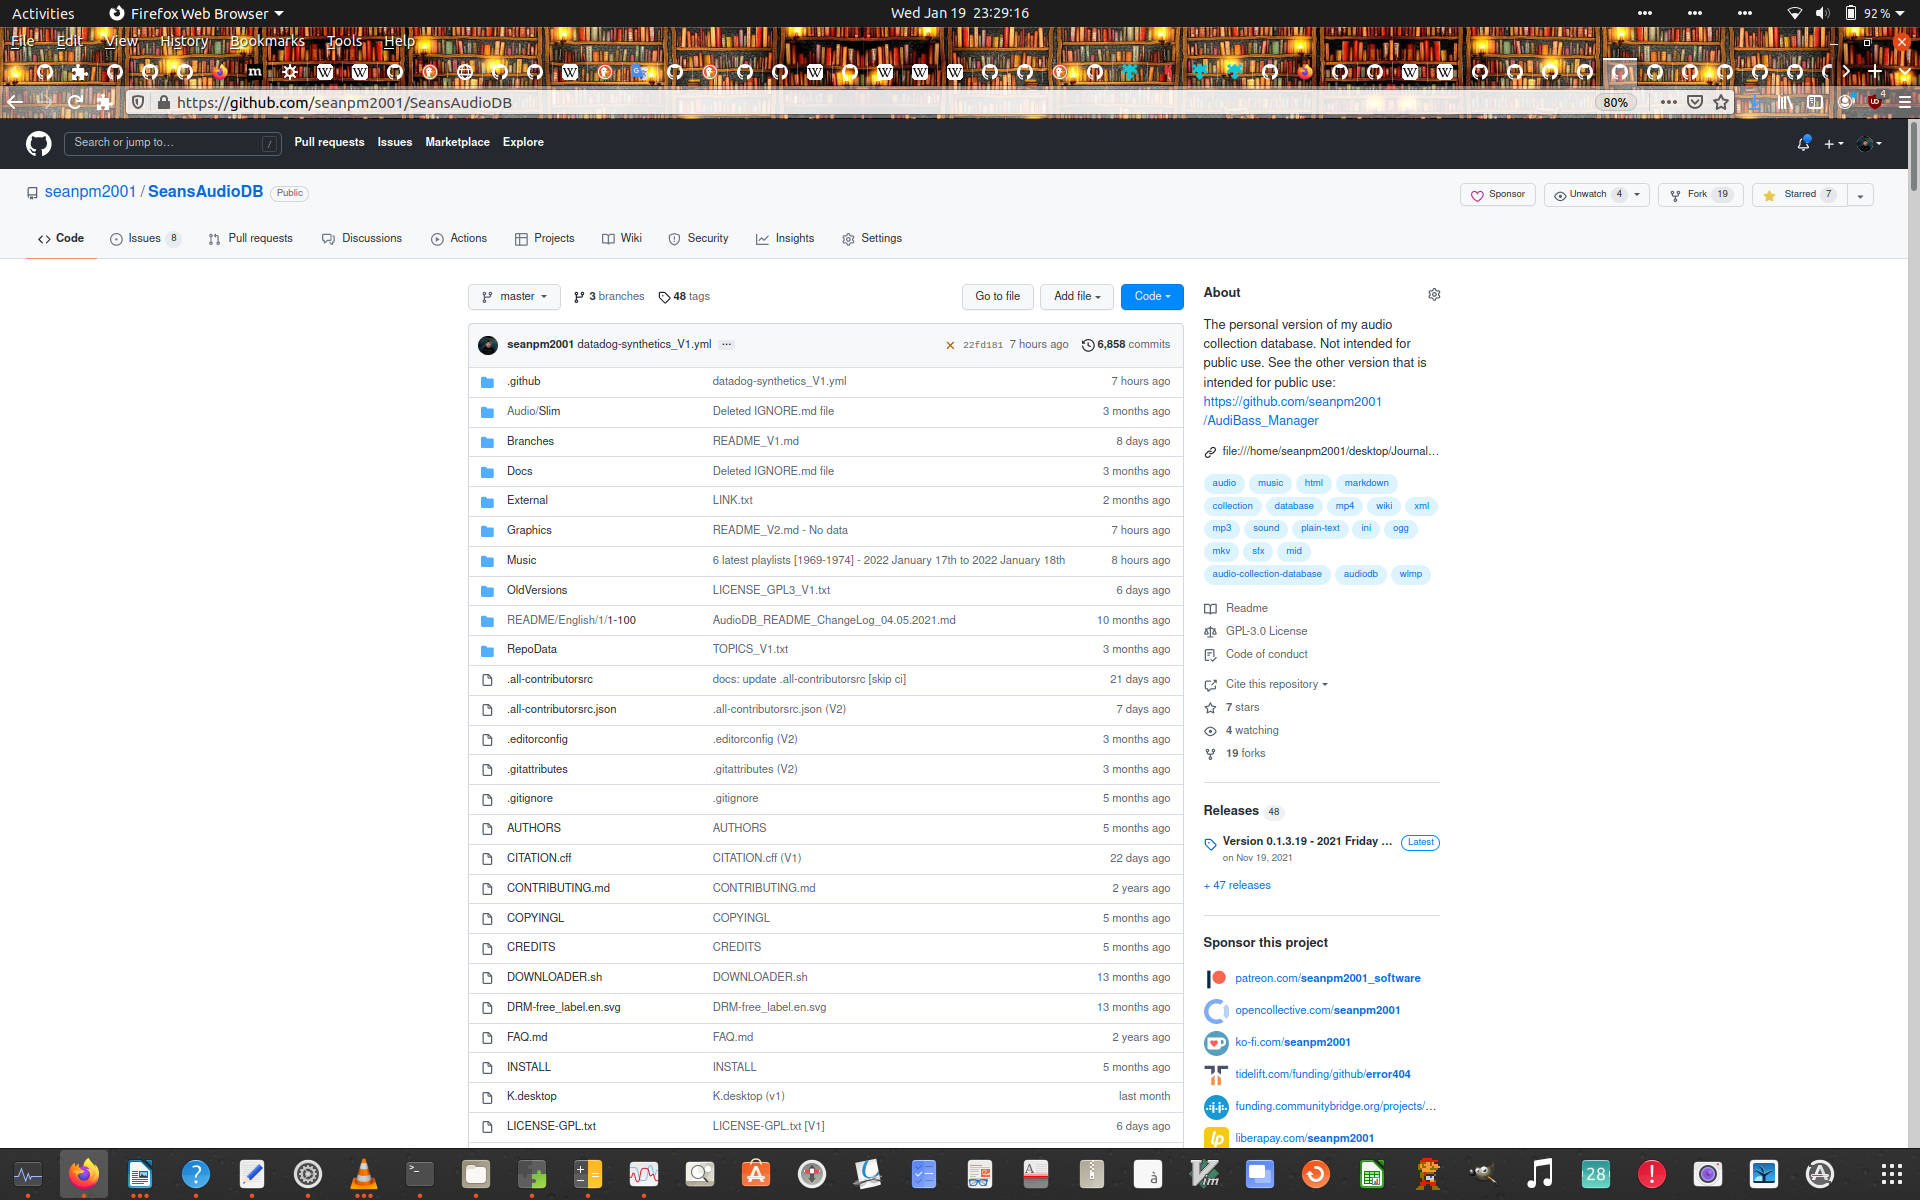 Activities Firefox Web Browser Wed Jan 19 23:29:16 92 %
File Edit View History Bookmarks Tools Help
https://github.com/seanpm2001/SeansAudioDB 80%
Search or jump to... / Pull requests Issues Marketplace Explore
seanpm2001 / SeansAudioDB Public Sponsor Unwatch 4 Fork 19 Starred 7
Code Issues 8 Pull requests Discussions Actions Projects Wiki Security Insights Settings
master 3 branches 48 tags Go to file Add file Code
seanpm2001 datadog-synthetics_V1.yml ... 22fd181 7 hours ago 6,858 commits
.github datadog-synthetics_V1.yml 7 hours ago
Audio/Slim Deleted IGNORE.md file 3 months ago
Branches README_V1.md 8 days ago
Docs Deleted IGNORE.md file 3 months ago
External LINK.txt 2 months ago
Graphics README_V2.md - No data 7 hours ago
Music 6 latest playlists [1969-1974] - 2022 January 17th to 2022 January 18th 8 hours ago
OldVersions LICENSE_GPL3_V1.txt 6 days ago
README/English/1/1-100 AudioDB_README_ChangeLog_04.05.2021.md 10 months ago
RepoData TOPICS_V1.txt 3 months ago
.all-contributorsrc docs: update .all-contributorsrc [skip ci] 21 days ago
.all-contributorsrc.json .all-contributorsrc.json (V2) 7 days ago
.editorconfig .editorconfig (V2) 3 months ago
.gitattributes .gitattributes (V2) 3 months ago
.gitignore .gitignore 5 months ago
AUTHORS AUTHORS 5 months ago
CITATION.cff CITATION.cff (V1) 22 days ago
CONTRIBUTING.md CONTRIBUTING.md 2 years ago
COPYINGL COPYINGL 5 months ago
CREDITS CREDITS 5 months ago
DOWNLOADER.sh DOWNLOADER.sh 13 months ago
DRM-free_label.en.svg DRM-free_label.en.svg 13 months ago
FAQ.md FAQ.md 2 years ago
INSTALL INSTALL 5 months ago
K.desktop K.desktop (v1) last month
LICENSE-GPL.txt LICENSE-GPL.txt [V1] 6 days ago
About
The personal version of my audio
collection database. Not intended for
public use. See the other version that is
intended for public use:
https://github.com/seanpm2001
/AudiBass_Manager
file:///home/seanpm2001/desktop/Journal...
audio music html markdown
collection database mp4 wiki xml
mp3 sound plain-text ini ogg
mkv sfx mid
audio-collection-database audiodb wlmp
Readme
GPL-3.0 License
Code of conduct
Cite this repository
7 stars
4 watching
19 forks
Releases 48
Version 0.1.3.19 - 2021 Friday ... Latest
on Nov 19, 2021
+ 47 releases
Sponsor this project
patreon.com/seanpm2001_software
opencollective.com/seanpm2001
ko-fi.com/seanpm2001
tidelift.com/funding/github/error404
funding.communitybridge.org/projects/...
liberapay.com/seanpm2001
28